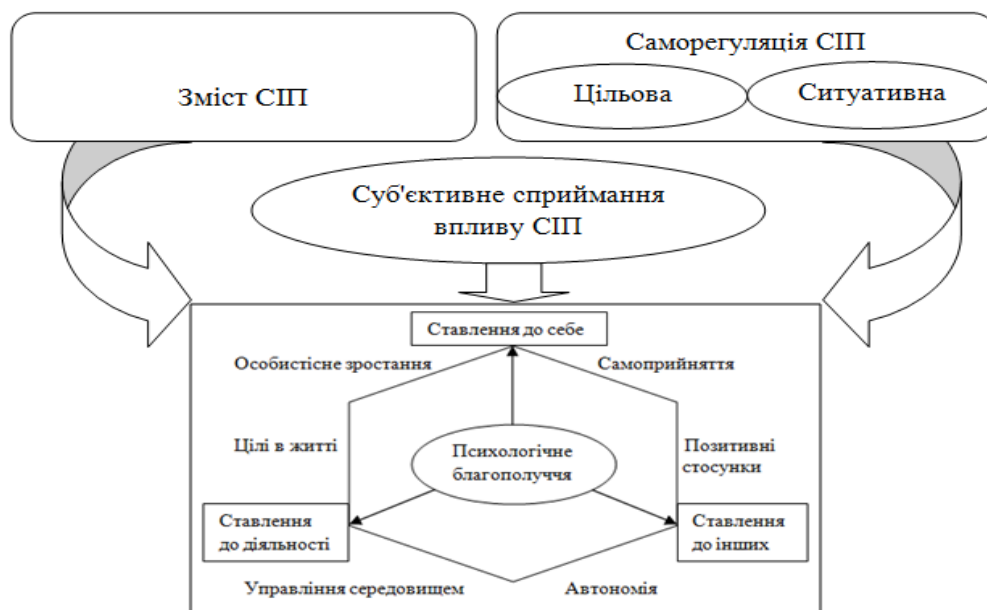 Зміст СІП
Саморегуляція СІП
Цільова
Ситуативна
Суб'єктивне сприймання
впливу СІП
Ставлення до себе
Особистісне зростання
Самоприйняття
Цілі в житті
Психологічне
благополуччя
Позитивні
стосунки
Ставлення
до діяльності
Ставлення
до інших
Управління середовищем
Автономія